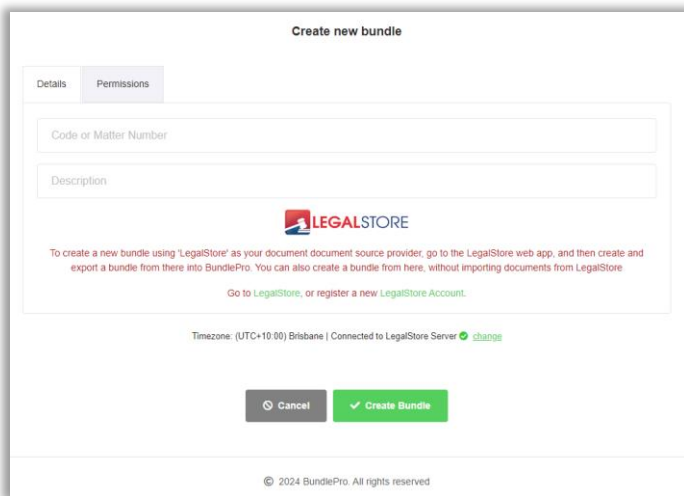 Create new bundle
Details
Permissions
Code or Matter Number
Description
LEGALSTORE
To create a new bundle using 'LegalStore' as your document document source provider, go to the LegalStore web app, and then create and
export a bundle from there into BundlePro. You can also create a bundle from here, without importing documents from LegalStore
Go to LegalStore, or register a new LegalStore Account.
Timezone: (UTC+10:00) Brisbane | Connected to LegalStore Server change
Cancel
Create Bundle
© 2024 BundlePro. All rights reserved